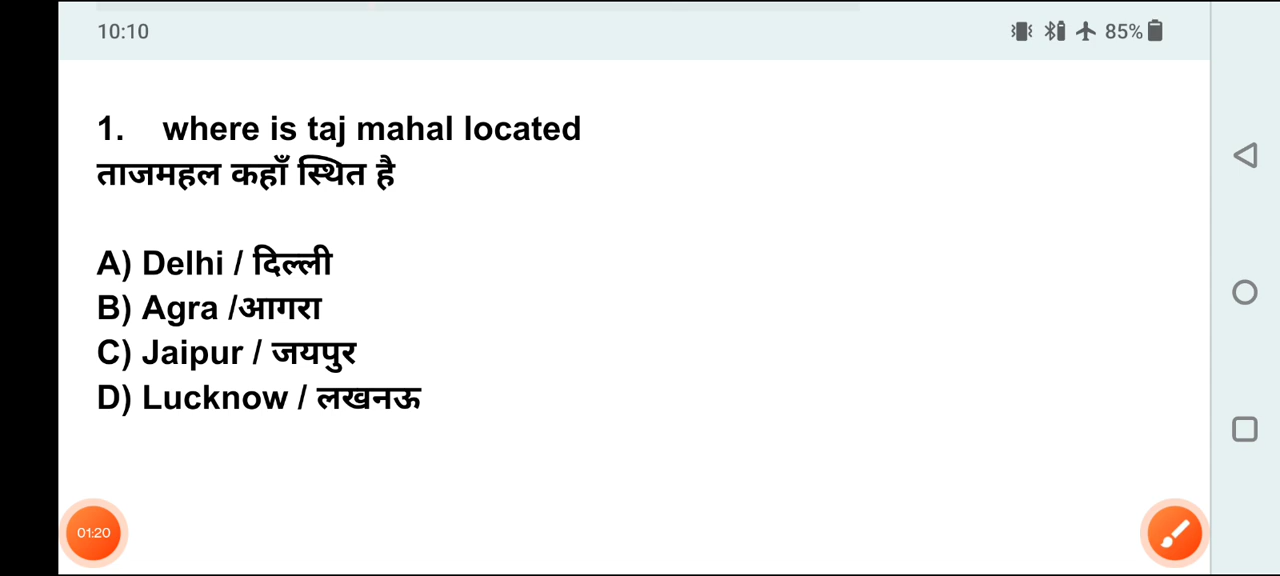 10:10
85%
1. where is taj mahal located
ताजमहल कहाँ स्थित है
A) Delhi / दिल्ली
B) Agra /आगरा
C) Jaipur / जयपुर
D) Lucknow / लखनऊ
01:20